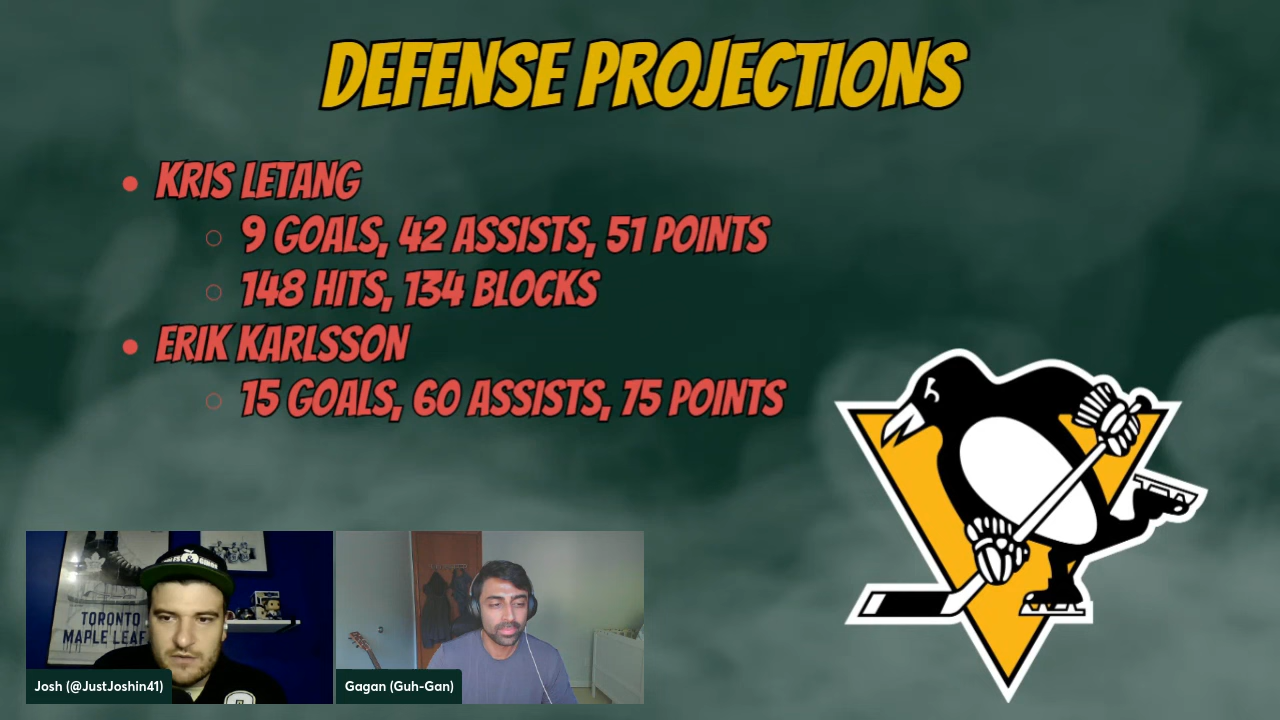 DEFENSE PROJECTIONS
KRIS LETANG
9 GOALS, 42 ASSISTS, 51 POINTS
148 HITS, 134 BLOCKS
ERIK KARLSSON
15 GOALS, 60 ASSISTS, 75 POINTS
TORONTO
MAPLE LEAF
Josh (@JustJoshin41)
Gagan (Guh-Gan)